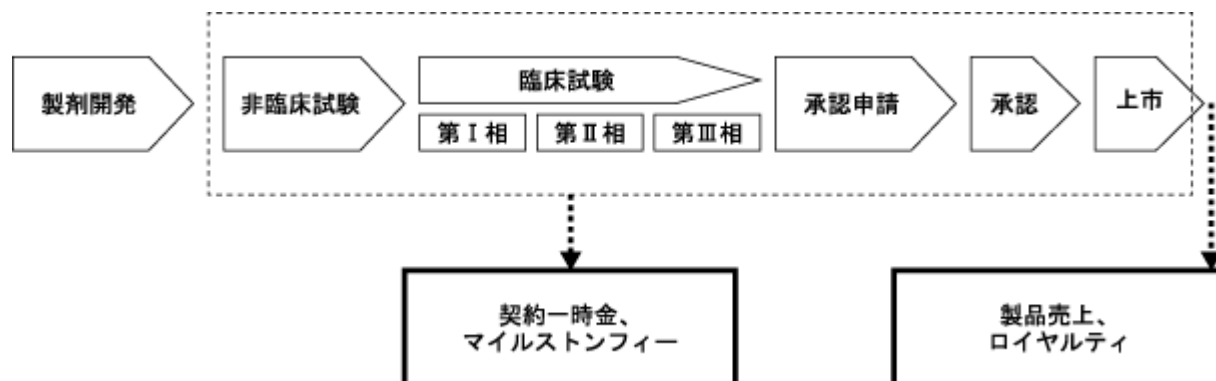 製剤開発
非臨床試験
臨床試験
第Ⅰ相
第Ⅱ相
第Ⅲ相
承認申請
承認
上市
契約一時金、
マイルストンフィー
製品売上、
ロイヤルティ